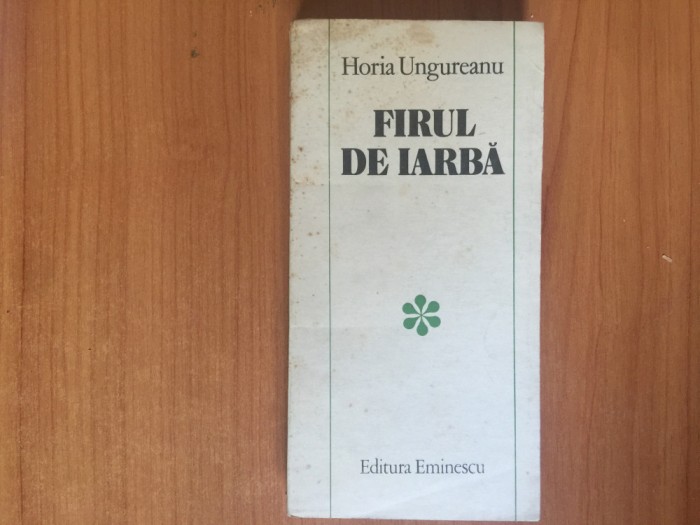 Horia Ungureanu
FIRUL
DE IARBĂ
Editura Eminescu